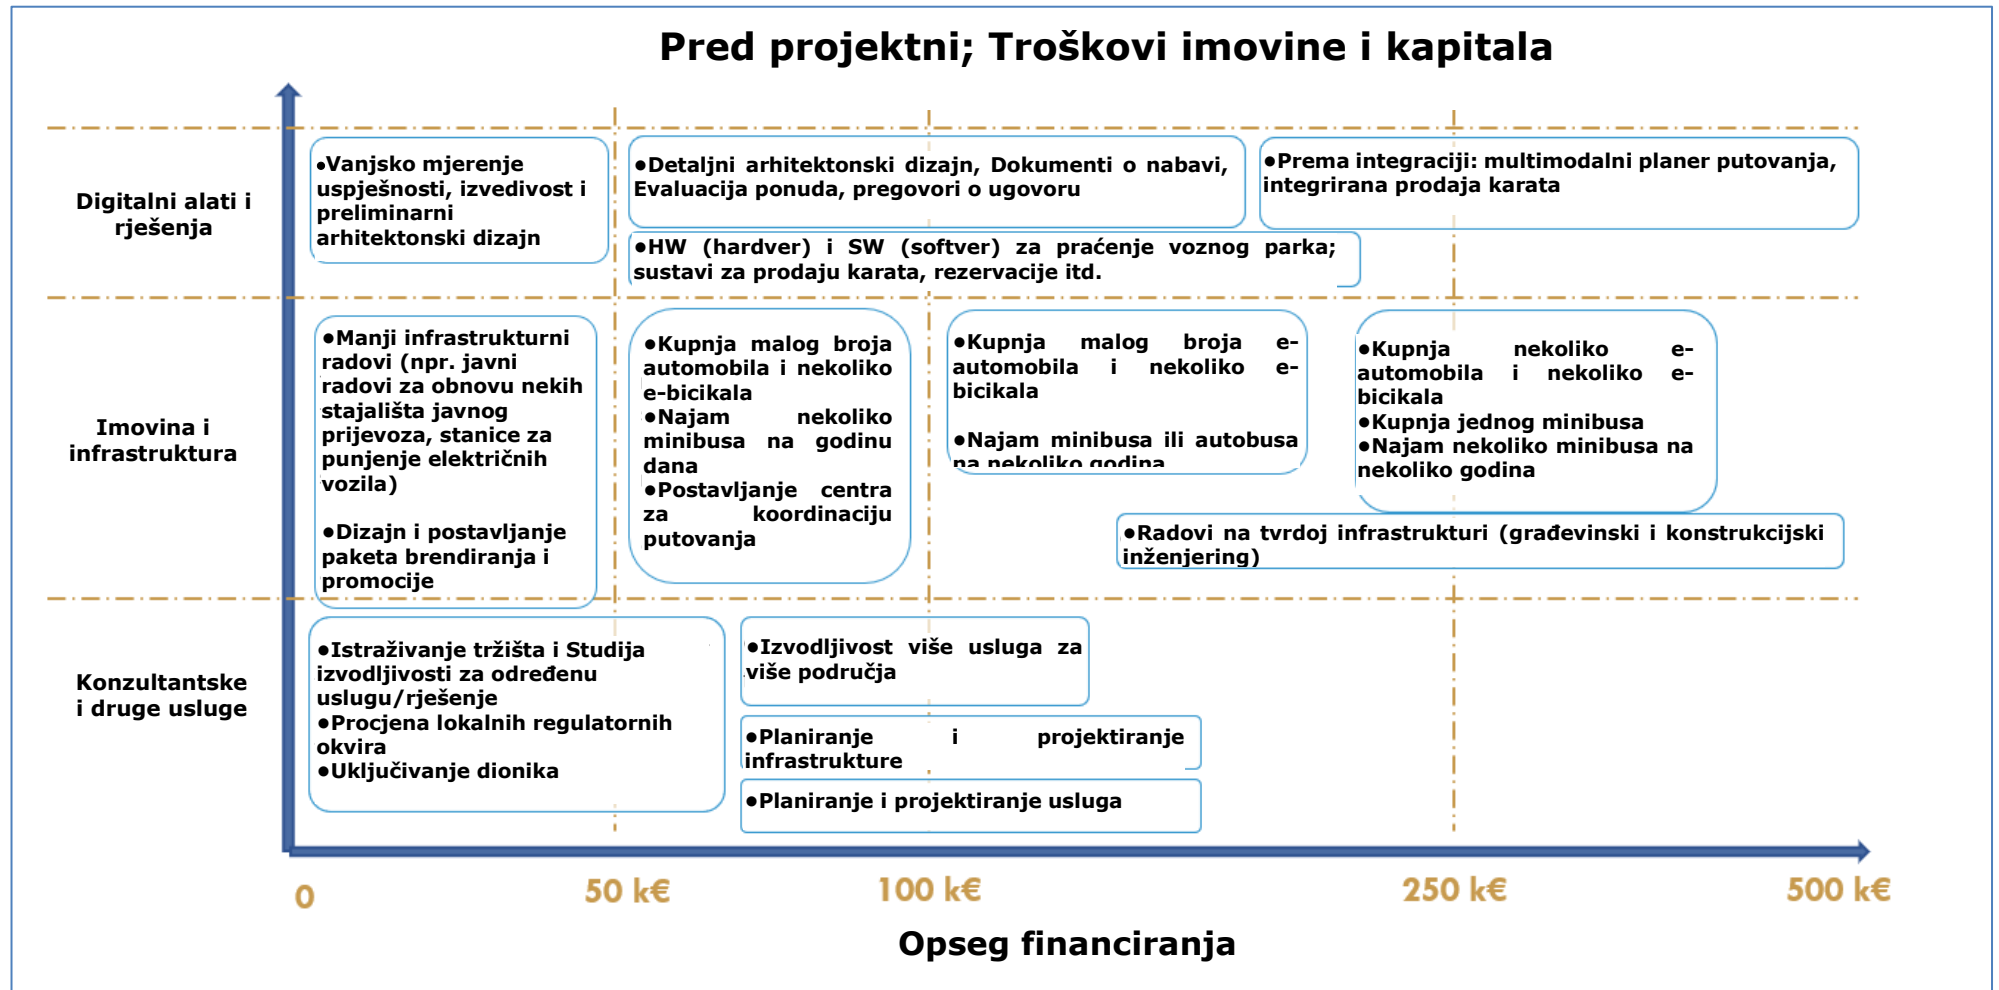 Pred projektni; Troškovi imovine i kapitala
Digitalni alati i
rješenja
●Vanjsko mjerenje
uspješnosti, izvedivost i
preliminarni
arhitektonski dizajn
●Detaljni arhitektonski dizajn, Dokumenti o nabavi,
Evaluacija ponuda, pregovori o ugovoru
●Prema integraciji: multimodalni planer putovanja,
integrirana prodaja karata
●HW (hardver) i SW (softver) za praćenje voznog parka;
sustavi za prodaju karata, rezervacije itd.
Imovina i
infrastruktura
●Manji infrastrukturni
radovi (npr. javni
radovi za obnovu nekih
stajališta javnog
prijevoza, stanice za
punjenje električnih
vozila)
●Dizajn i postavljanje
paketa brendiranja i
promocije
●Kupnja malog broja
automobila i nekoliko
e-bicikala
●Najam nekoliko
minibusa na godinu
dana
●Postavljanje centra
za koordinaciju
putovanja
●Kupnja malog broja e-
automobila i nekoliko e-
bicikala
●Najam minibusa ili autobusa
na nekoliko godina
●Kupnja nekoliko e-
automobila i nekoliko e-
bicikala
●Kupnja jednog minibusa
●Najam nekoliko minibusa na
nekoliko godina
●Radovi na tvrdoj infrastrukturi (građevinski i konstrukcijski
inženjering)
Konzultantske
i druge usluge
●Istraživanje tržišta i Studija
izvodljivosti za određenu
uslugu/rješenje
●Procjena lokalnih regulatornih
okvira
●Uključivanje dionika
●Izvodljivost više usluga za
više područja
●Planiranje i projektiranje
infrastrukture
●Planiranje i projektiranje usluga
0
50 k€
100 k€
250 k€
500 k€
Opseg financiranja